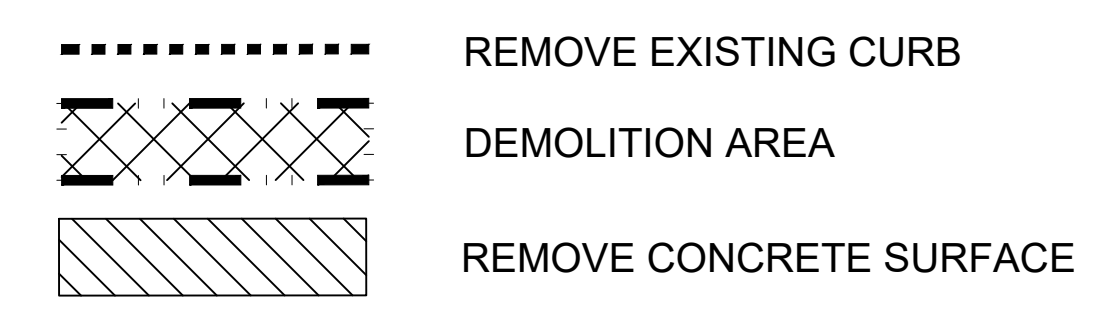 REMOVE EXISTING CURB
DEMOLITION AREA
REMOVE CONCRETE SURFACE